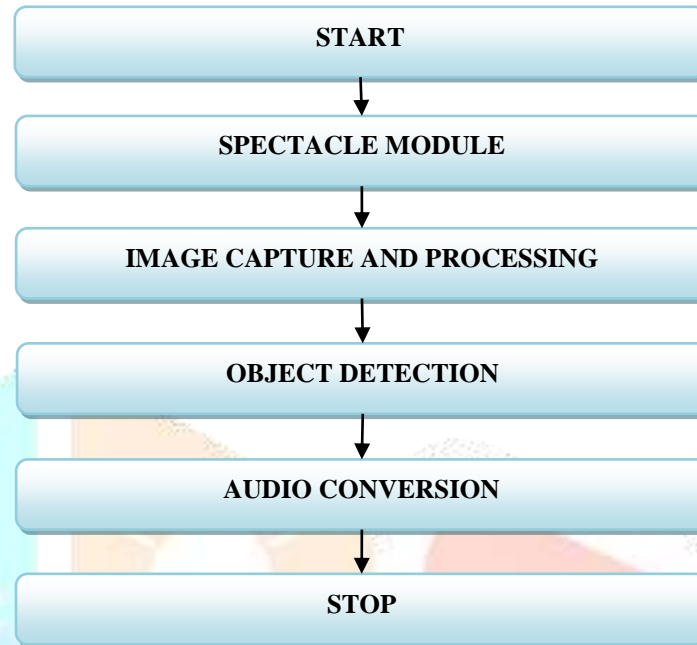 START
SPECTACLE MODULE
IMAGE CAPTURE AND PROCESSING
OBJECT DETECTION
AUDIO CONVERSION
STOP